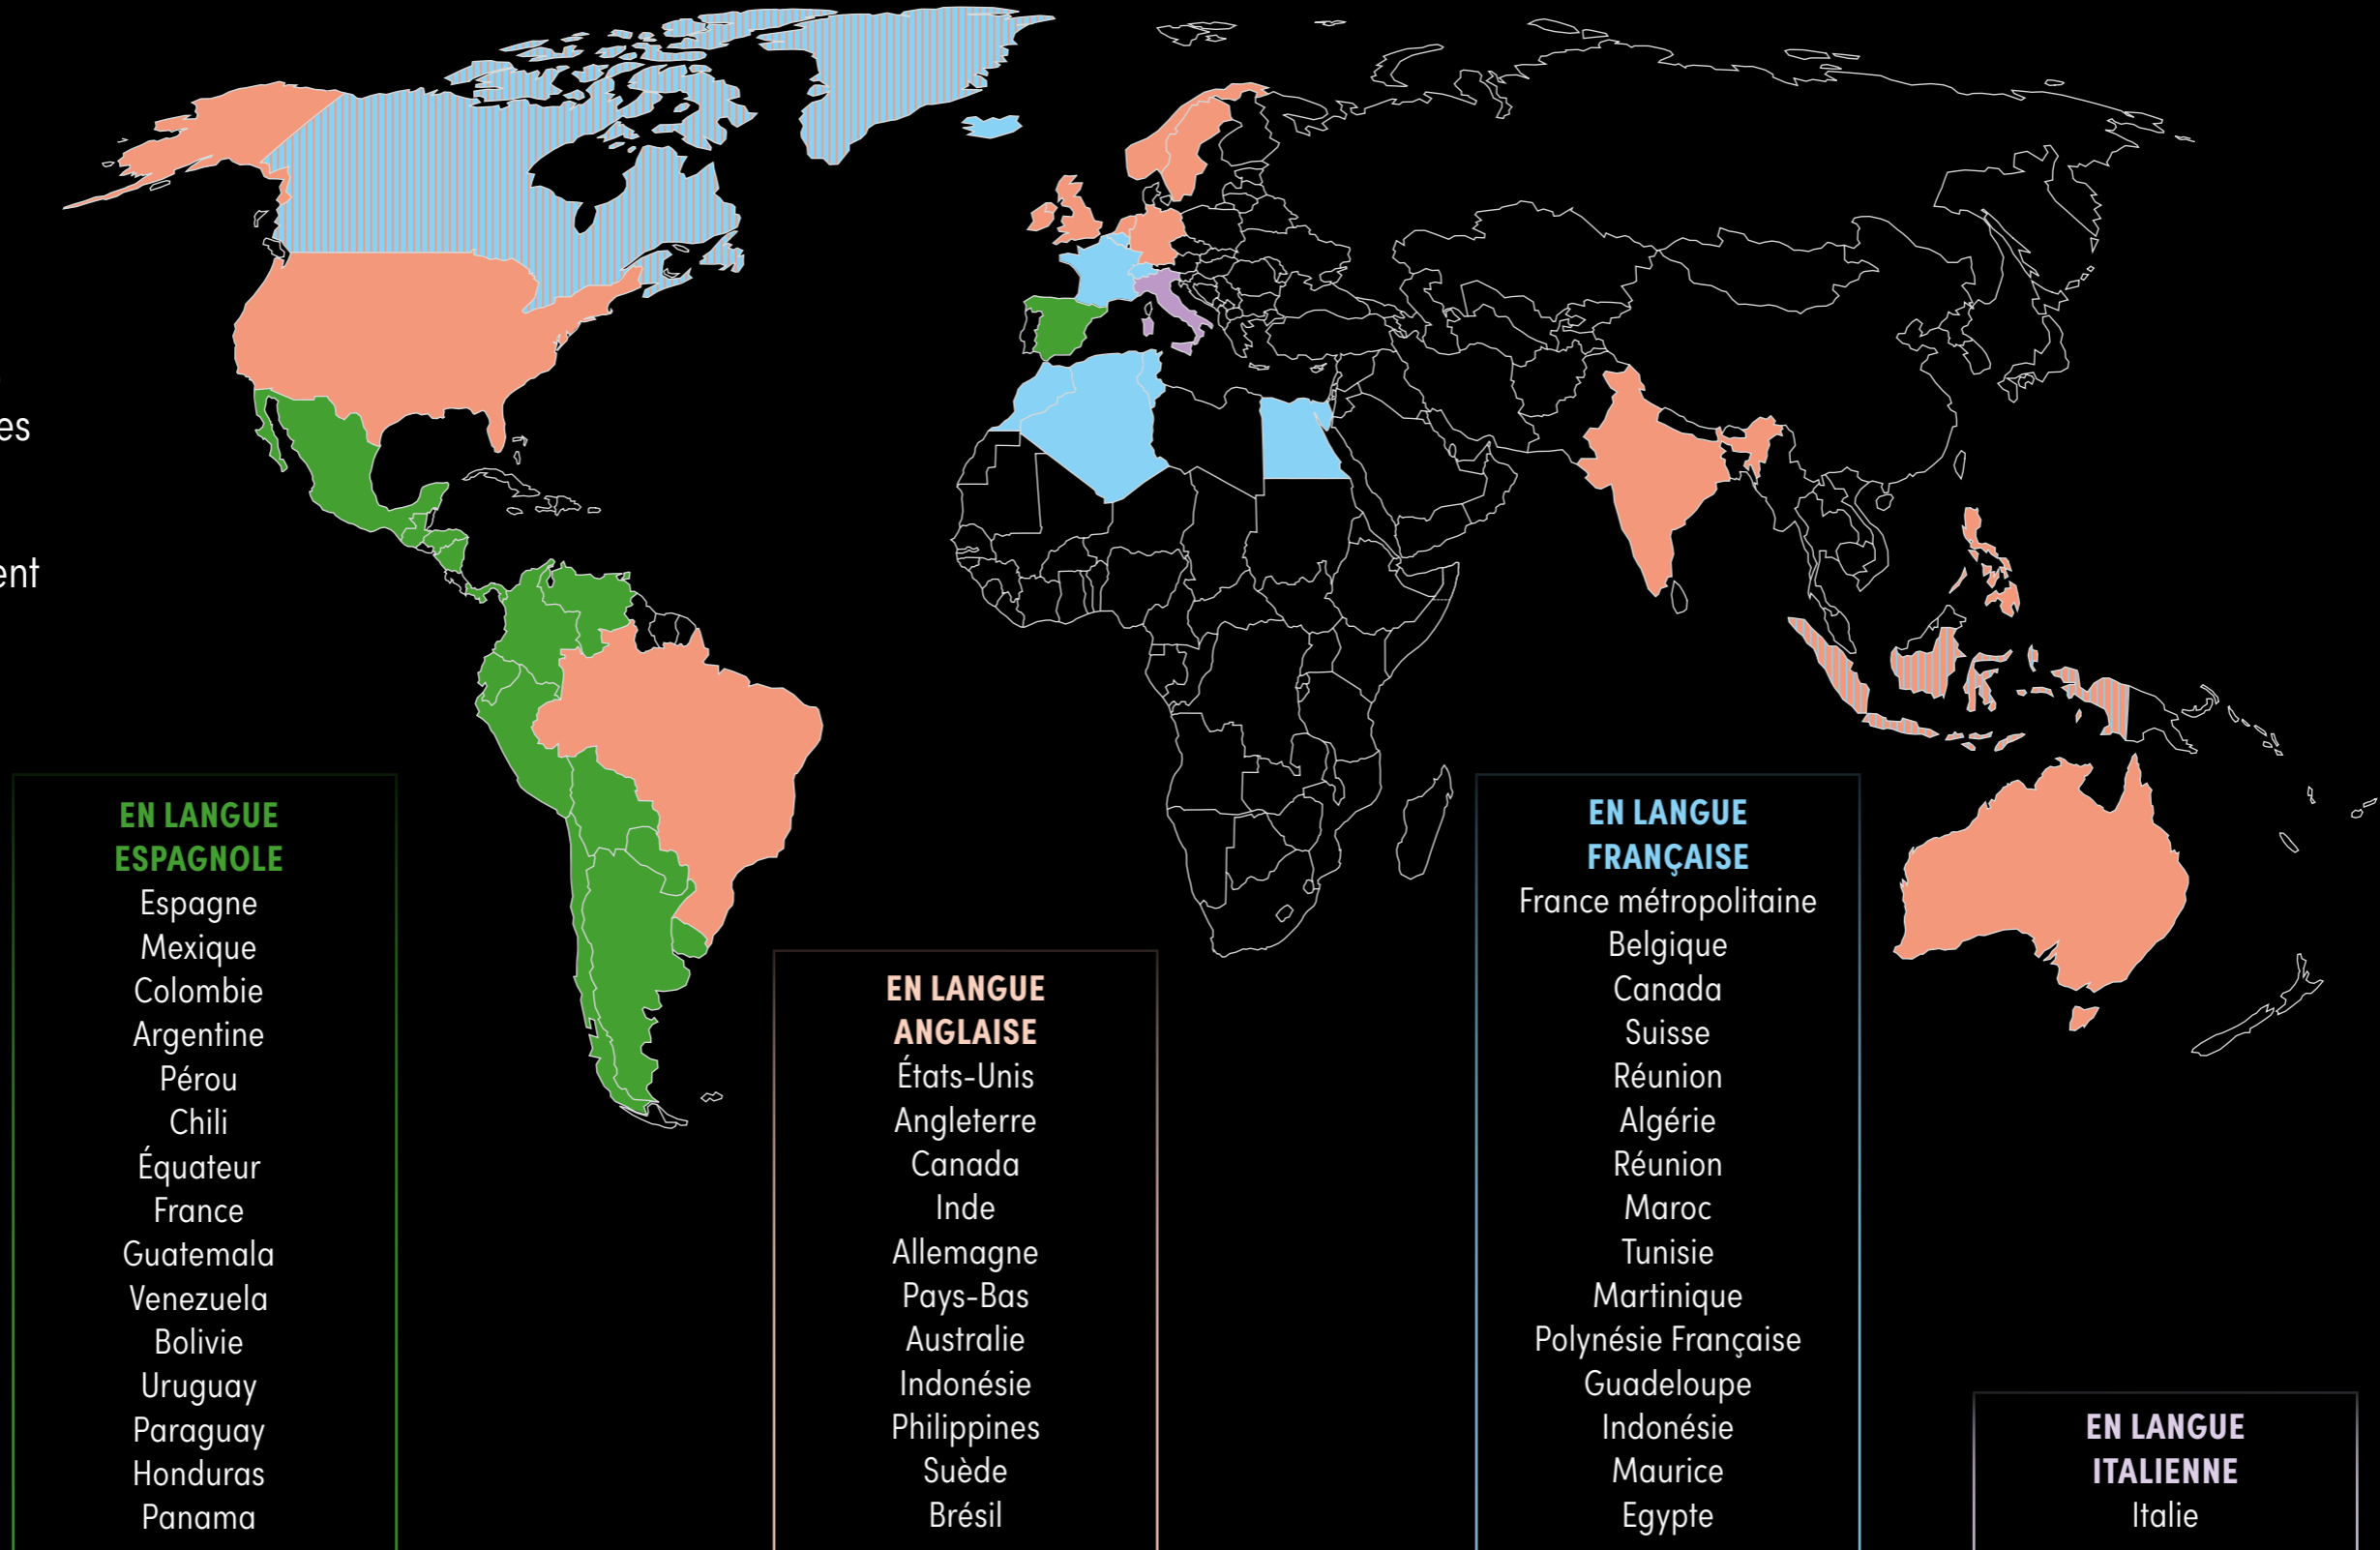 es
ent
EN LANGUE
ESPAGNOLE
Espagne
Mexique
Colombie
Argentine
Pérou
Chili
Équateur
France
Guatemala
Venezuela
Bolivie
Uruguay
Paraguay
Honduras
Panama
EN LANGUE
ANGLAISE
États-Unis
Angleterre
Canada
Inde
Allemagne
Pays-Bas
Australie
Indonésie
Philippines
Suède
Brésil
EN LANGUE
FRANÇAISE
France métropolitaine
Belgique
Canada
Suisse
Réunion
Algérie
Réunion
Maroc
Tunisie
Martinique
Polynésie Française
Guadeloupe
Indonésie
Maurice
Egypte
EN LANGUE
ITALIENNE
Italie